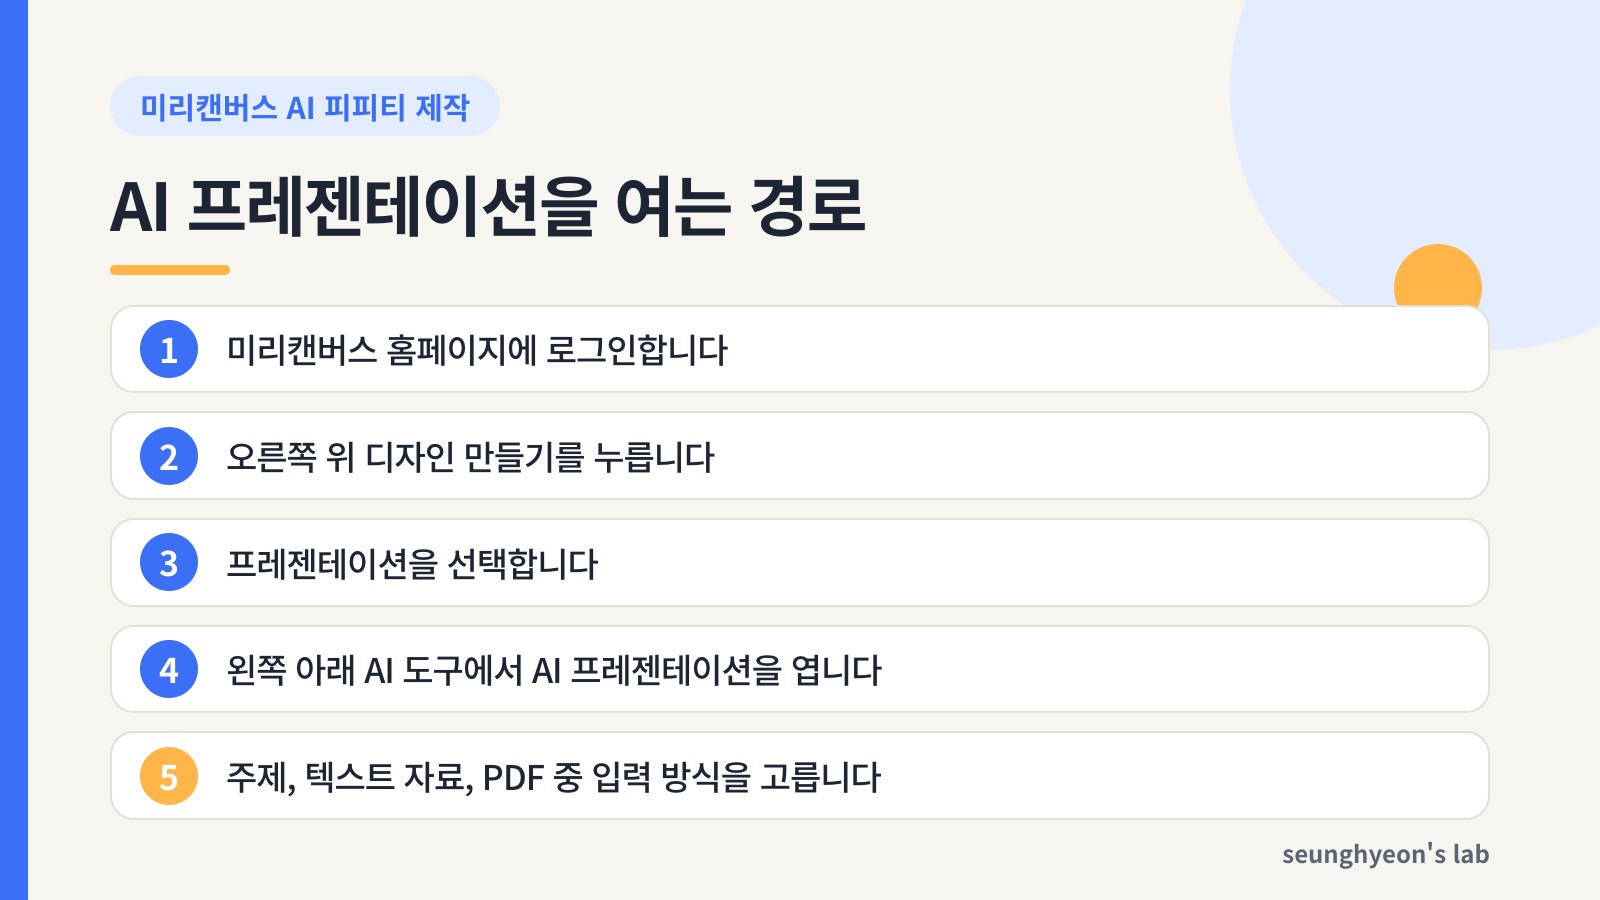 미리캔버스 AI 피피티 제작
AI 프레젠테이션을 여는 경로
1 미리캔버스 홈페이지에 로그인합니다
2 오른쪽 위 디자인 만들기를 누릅니다
3 프레젠테이션을 선택합니다
4 왼쪽 아래 AI 도구에서 AI 프레젠테이션을 엽니다
5 주제, 텍스트 자료, PDF 중 입력 방식을 고릅니다
seunghyeon's lab